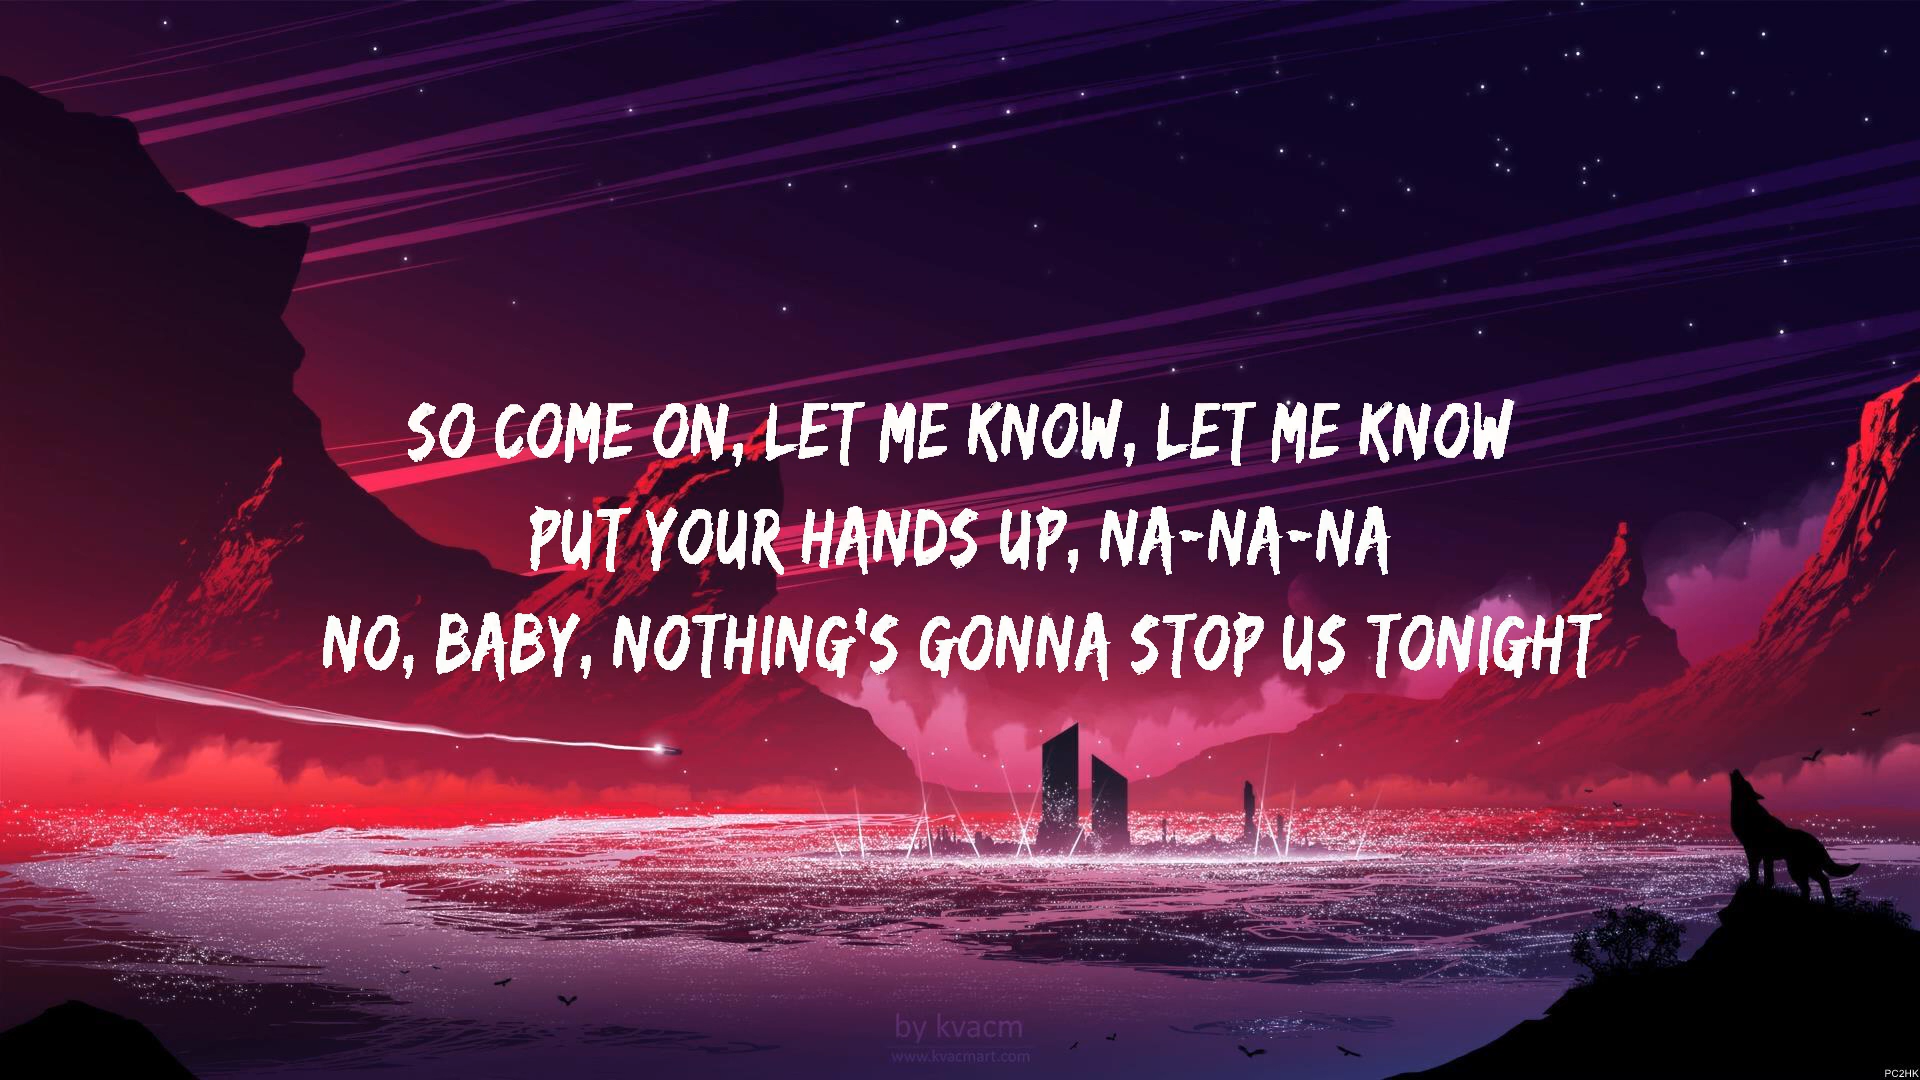 SO COME ON, LET ME KNOW, LET ME KNOW
PUT YOUR HANDS UP, NA-NA-NA
NO, BABY, NOTHING'S GONNA STOP US TONIGHT
by kvacm
www.kvacmart.com
PC2HK